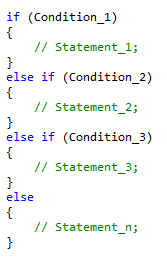 if (Condition_1)
{
    // Statement_1;
}
else if (Condition_2)
{
    // Statement_2;
}
else if (Condition_3)
{
    // Statement_3;
}
else
{
    // Statement_n;
}